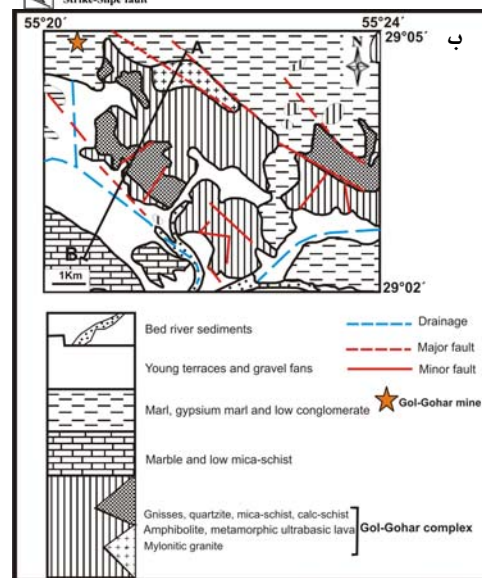 Strike-Slipe fault
55°20′
55°24′
29°05′
ب
A
N
B
1Km
29°02′
Bed river sediments
Drainage
Major fault
Young terraces and gravel fans
Minor fault
Marl, gypsium marl and low conglomerate
Gol-Gohar mine
Marble and low mica-schist
Gnisses, quartzite, mica-schist, calc-schist
Amphibolite, metamorphic ultrabasic lava
Gol-Gohar complex
Mylonitic granite